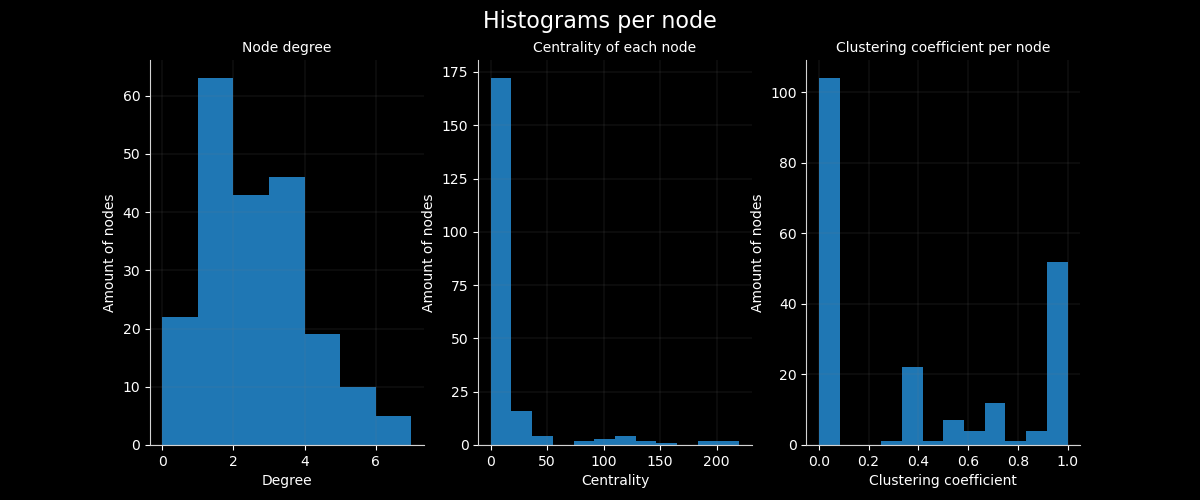 Histograms per node
Node degree
Amount of nodes
60
50
40
30
20
10
0
0 2 4 6
Degree
Centrality of each node
Amount of nodes
175
150
125
100
75
50
25
0
0 50 100 150 200
Centrality
Clustering coefficient per node
Amount of nodes
100
80
60
40
20
0
0.0 0.2 0.4 0.6 0.8 1.0
Clustering coefficient